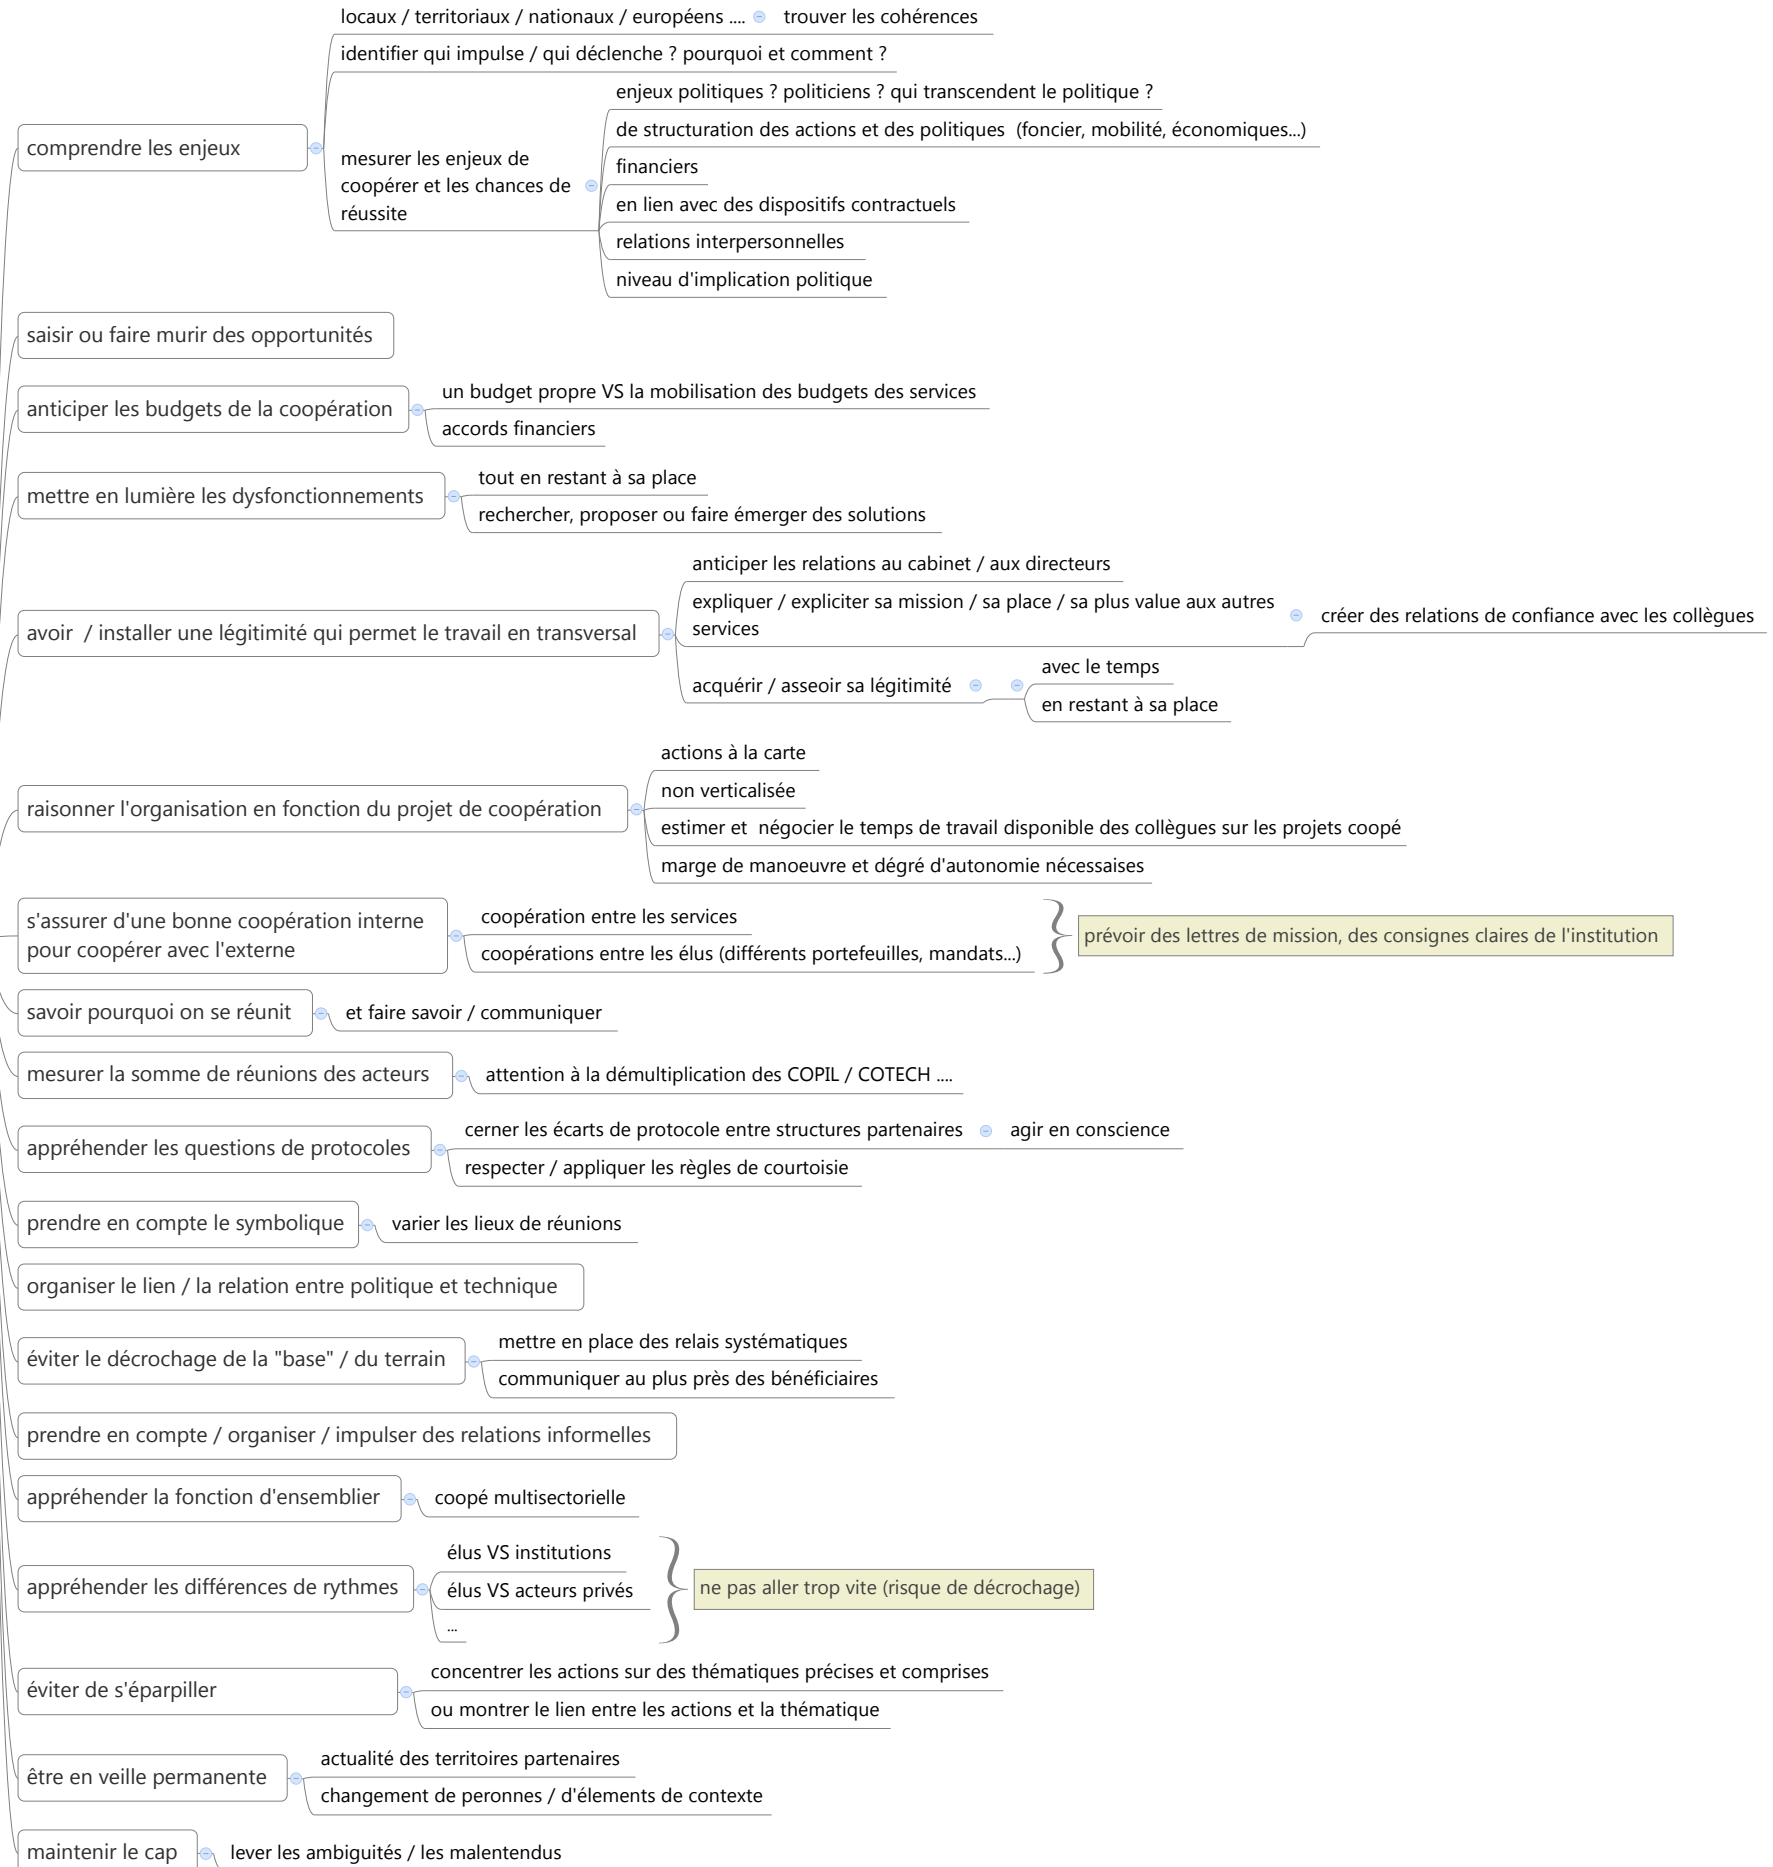 locaux / territoriaux / nationaux / européens .... trouver les cohérences
identifier qui impulse / qui déclenche ? pourquoi et comment ?
comprendre les enjeux
mesurer les enjeux de
coopérer et les chances de
réussite
enjeux politiques ? politiciens ? qui transcendent le politique ?
de structuration des actions et des politiques (foncier, mobilité, économiques...)
financiers
en lien avec des dispositifs contractuels
relations interpersonnelles
niveau d'implication politique
saisir ou faire murir des opportunités
anticiper les budgets de la coopération
un budget propre VS la mobilisation des budgets des services
accords financiers
mettre en lumière les dysfonctionnements
tout en restant à sa place
rechercher, proposer ou faire émerger des solutions
avoir / installer une légitimité qui permet le travail en transversal
anticiper les relations au cabinet / aux directeurs
expliquer / expliciter sa mission / sa place / sa plus value aux autres
services
créer des relations de confiance avec les collègues
acquérir / asseoir sa légitimité
avec le temps
en restant à sa place
raisonner l'organisation en fonction du projet de coopération
actions à la carte
non verticalisée
estimer et négocier le temps de travail disponible des collègues sur les projets coopé
marge de manoeuvre et dégré d'autonomie nécessaises
s'assurer d'une bonne coopération interne
pour coopérer avec l'externe
coopération entre les services
coopérations entre les élus (différents portefeuilles, mandats...)
prévoir des lettres de mission, des consignes claires de l'institution
savoir pourquoi on se réunit
et faire savoir / communiquer
mesurer la somme de réunions des acteurs
attention à la démultiplication des COPIL / COTECH ....
appréhender les questions de protocoles
cerner les écarts de protocole entre structures partenaires
agir en conscience
respecter / appliquer les règles de courtoisie
prendre en compte le symbolique
varier les lieux de réunions
organiser le lien / la relation entre politique et technique
éviter le décrochage de la "base" / du terrain
mettre en place des relais systématiques
communiquer au plus près des bénéficiaires
prendre en compte / organiser / impulser des relations informelles
appréhender la fonction d'ensemblier
coopé multisectorielle
appréhender les différences de rythmes
élus VS institutions
élus VS acteurs privés
...
ne pas aller trop vite (risque de décrochage)
éviter de s'éparpiller
concentrer les actions sur des thématiques précises et comprises
ou montrer le lien entre les actions et la thématique
être en veille permanente
actualité des territoires partenaires
changement de peronnes / d'élements de contexte
maintenir le cap
lever les ambiguités / les malentendus